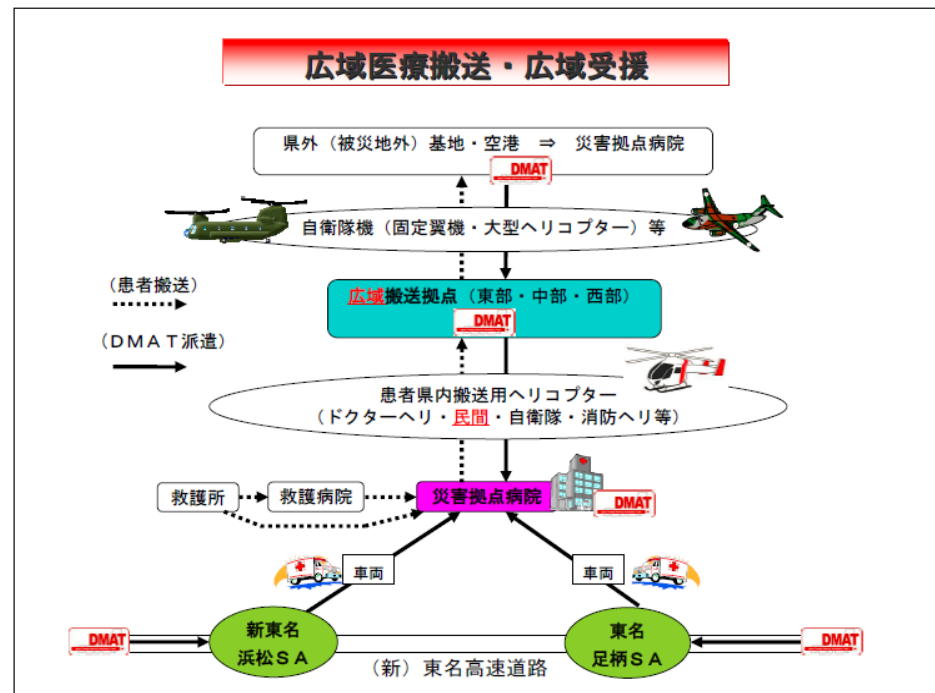 広域医療搬送・広域受援
県外（被災地外）基地・空港　⇒　災害拠点病院
DMAT
自衛隊機（固定翼機・大型ヘリコプター）等
（患者搬送）
広域搬送拠点（東部・中部・西部）
DMAT
（ＤＭＡＴ派遣）
患者県内搬送用ヘリコプター
（ドクターヘリ・民間・自衛隊・消防ヘリ等）
救護所
救護病院
災害拠点病院
DMAT
車両
車両
DMAT
新東名
浜松ＳＡ
東名
足柄ＳＡ
DMAT
（新）東名高速道路